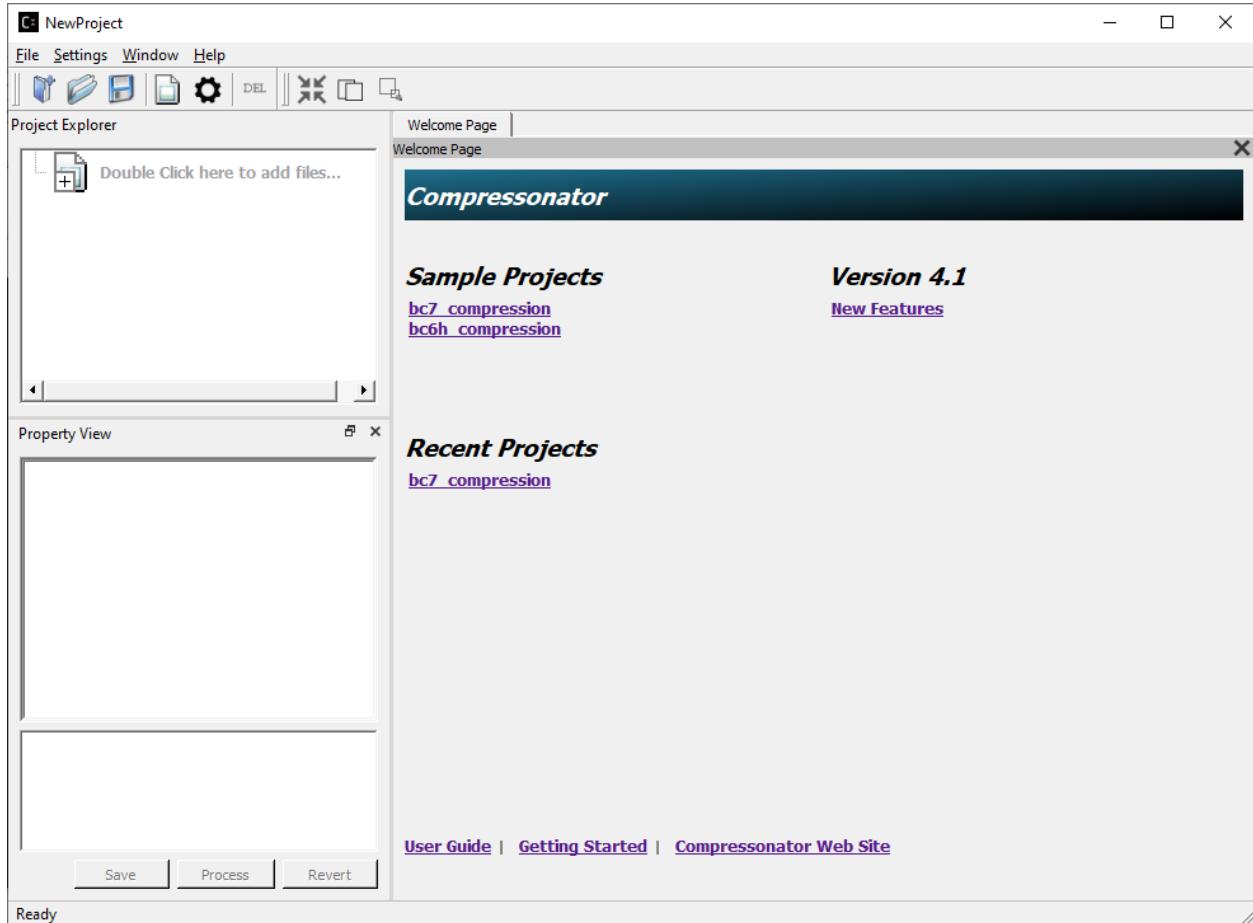 C: NewProject
File Settings Window Help
DEL
Project Explorer
Double Click here to add files...
Property View
Save Process Revert
Welcome Page
Welcome Page
Compressonator
Sample Projects
bc7_compression
bc6h_compression
Version 4.1
New Features
Recent Projects
bc7_compression
User Guide | Getting Started | Compressonator Web Site
Ready